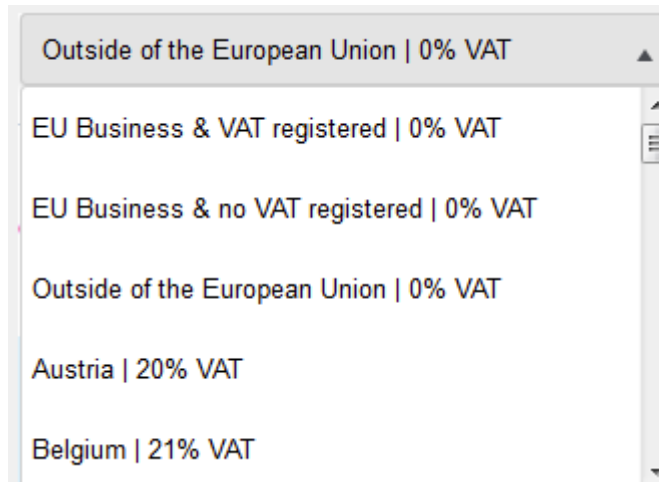 Outside of the European Union | 0% VAT
EU Business & VAT registered | 0% VAT
EU Business & no VAT registered | 0% VAT
Outside of the European Union | 0% VAT
Austria | 20% VAT
Belgium | 21% VAT